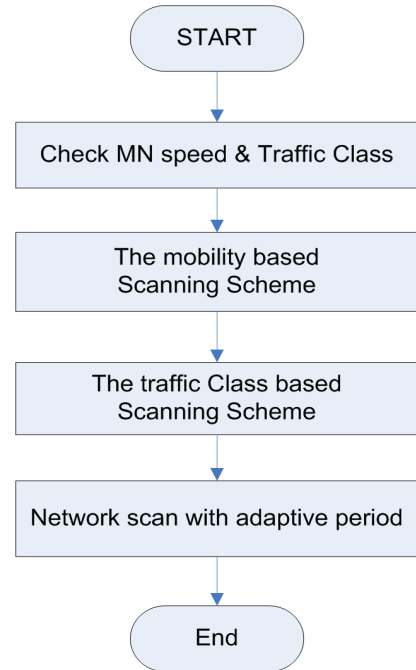 START
Check MN speed & Traffic Class
The mobility based
Scanning Scheme
The traffic Class based
Scanning Scheme
Network scan with adaptive period
End